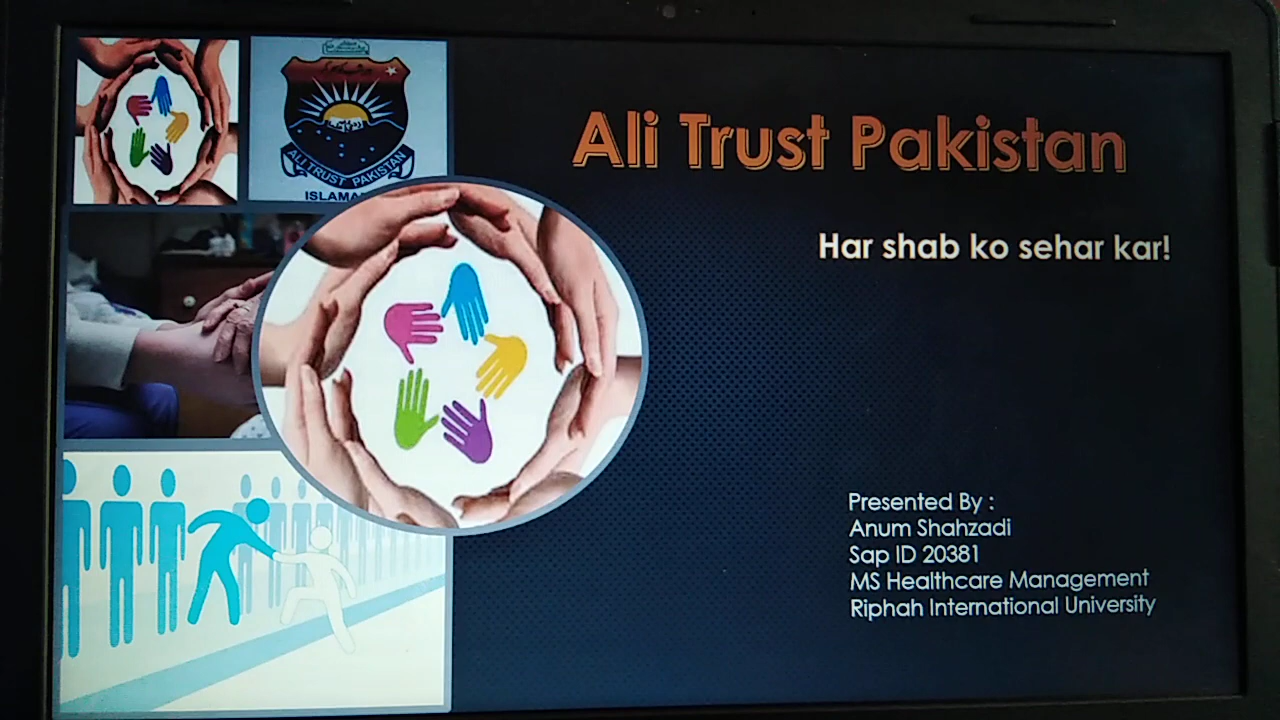 ALI TRUST PAKISTAN
Ali Trust Pakistan
Har shab ko sehar kar!
Presented By :
Anum Shahzadi
Sap ID 20381
MS Healthcare Management
Riphah International University